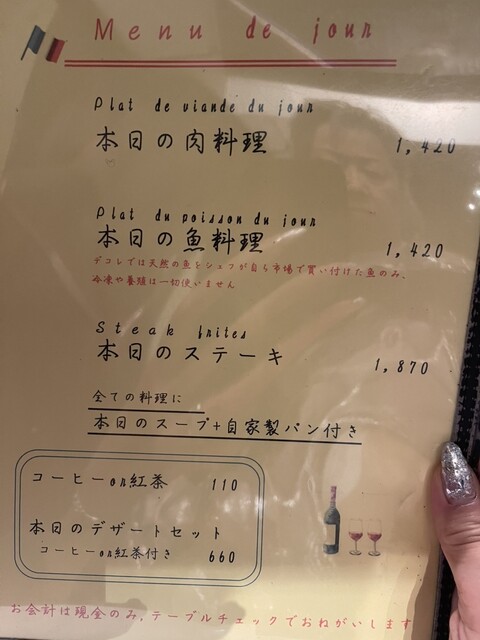 Menu de jour
Plat de viande du jour
本日の肉料理 1,420
Plat du poisson du jour
本日の魚料理 1,420
デコレでは天然の魚とシェフが自ら市場で買い付けた魚のみ、
冷凍や養殖は一切使いません
Steak frites
本日のステーキ 1,870
全ての料理に
本日のスープ+自家製パン付き
コーヒーor紅茶 110
本日のデザートセット
コーヒーor紅茶付き 660
お会計は現金のみ,テーブルチェックでおねがいします